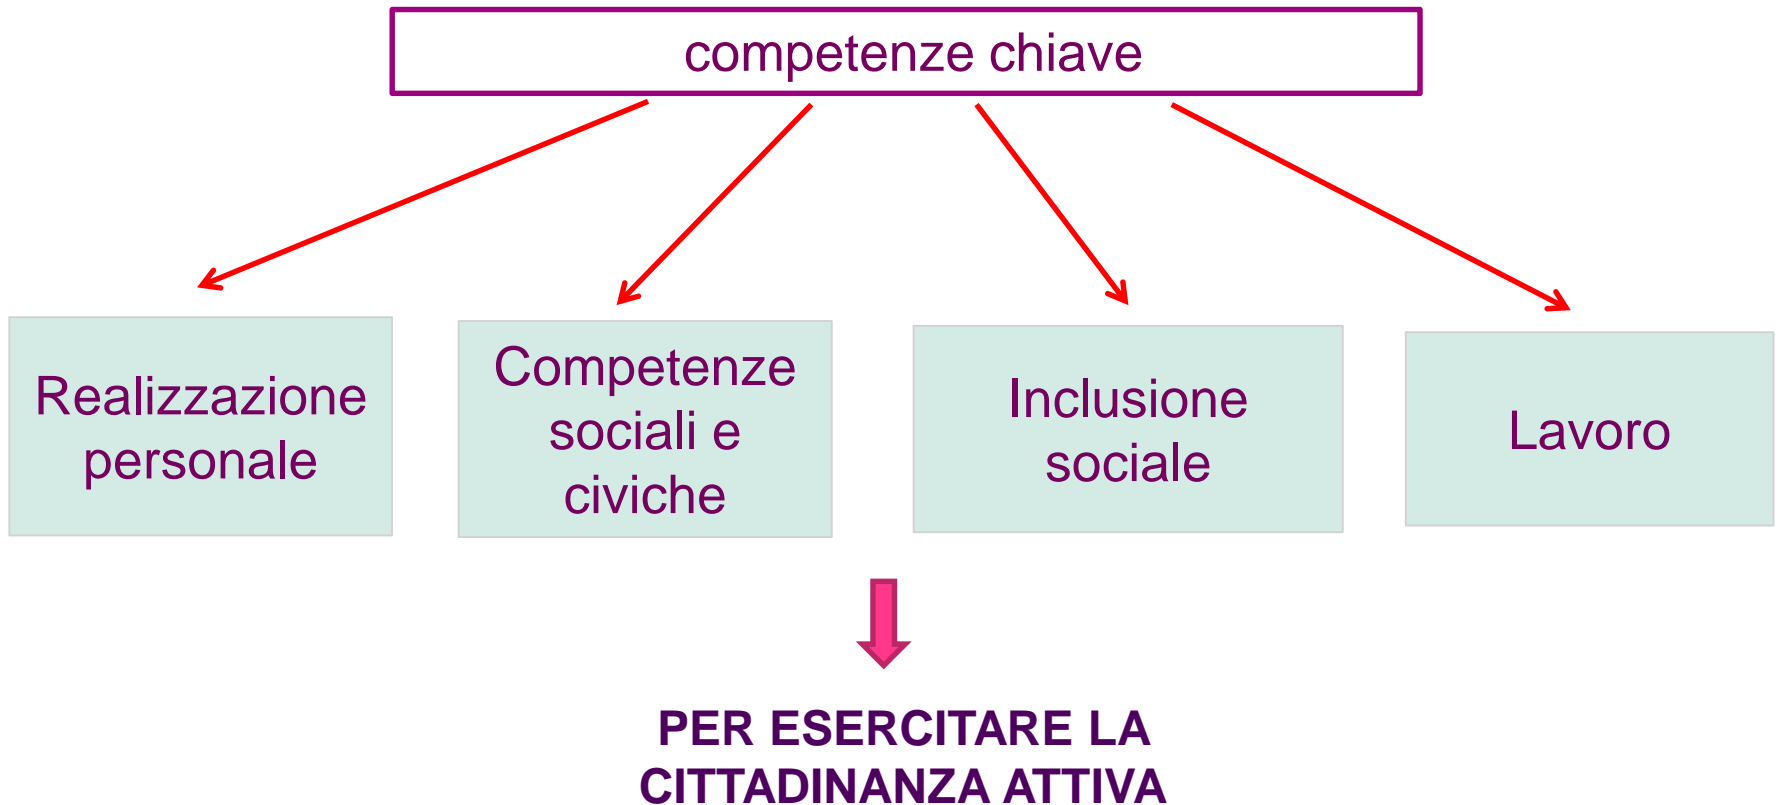 competenze chiave
Realizzazione
personale
Competenze
sociali e
civiche
Inclusione
sociale
Lavoro
PER ESERCITARE LA
CITTADINANZA ATTIVA